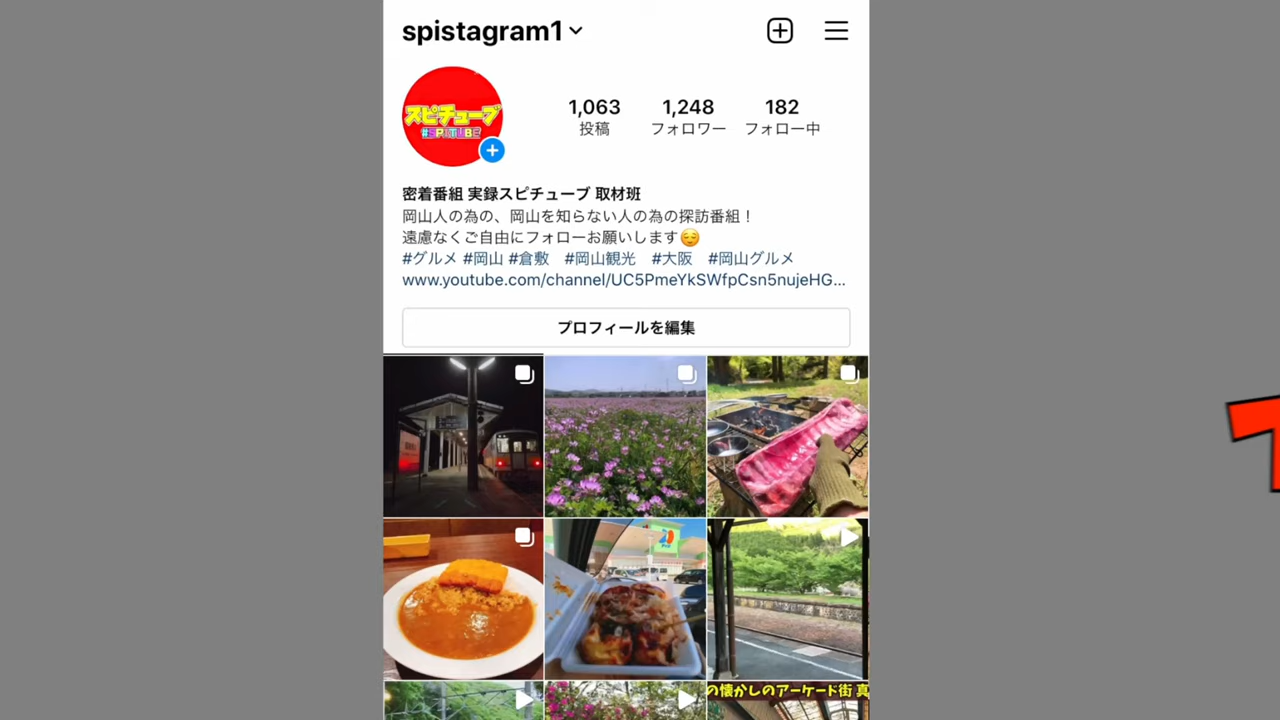 spistagram1
スピチューブ
#SPITUBE
1,063
投稿
1,248
フォロワー
182
フォロー中
密着番組 実録スピチューブ 取材班
岡山人の為の、岡山を知らない人の為の探訪番組！
遠慮なくご自由にフォローお願いします😌
#グルメ #岡山 #倉敷　#岡山観光　#大阪　#岡山グルメ
www.youtube.com/channel/UC5PmeYkSWfpCsn5nujeHG...
プロフィールを編集
の懐かしのアーケード街 真